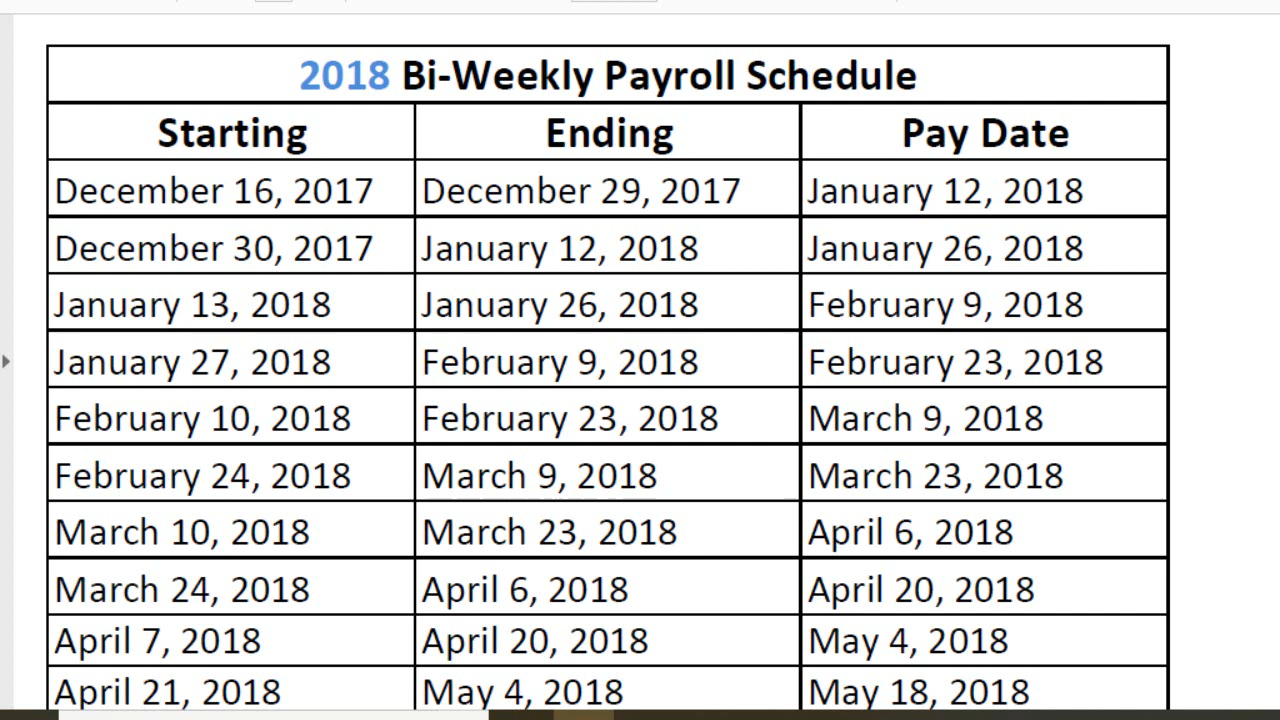 2018 Bi-Weekly Payroll Schedule
Starting Ending Pay Date
December 16, 2017 December 29, 2017 January 12, 2018
December 30, 2017 January 12, 2018 January 26, 2018
January 13, 2018 January 26, 2018 February 9, 2018
January 27, 2018 February 9, 2018 February 23, 2018
February 10, 2018 February 23, 2018 March 9, 2018
February 24, 2018 March 9, 2018 March 23, 2018
March 10, 2018 March 23, 2018 April 6, 2018
March 24, 2018 April 6, 2018 April 20, 2018
April 7, 2018 April 20, 2018 May 4, 2018
April 21, 2018 May 4, 2018 May 18, 2018